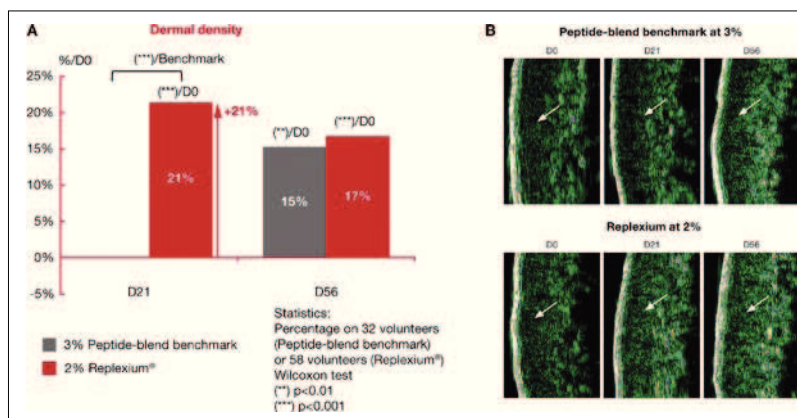 A
Dermal density
%/D0
(***)/Benchmark
25%
20%
15%
10%
5%
0%
-5%
(***)/D0
+21%
21%
(**)/D0
(***)/D0
15%
17%
D21
D56
3% Peptide-blend benchmark
2% Replexium®
Statistics:
Percentage on 32 volunteers
(Peptide-blend benchmark)
or 58 volunteers (Replexium®)
Wilcoxon test
(**) p<0.01
(***) p<0.001
B
Peptide-blend benchmark at 3%
D0
D21
D56
Replexium at 2%
D0
D21
D56